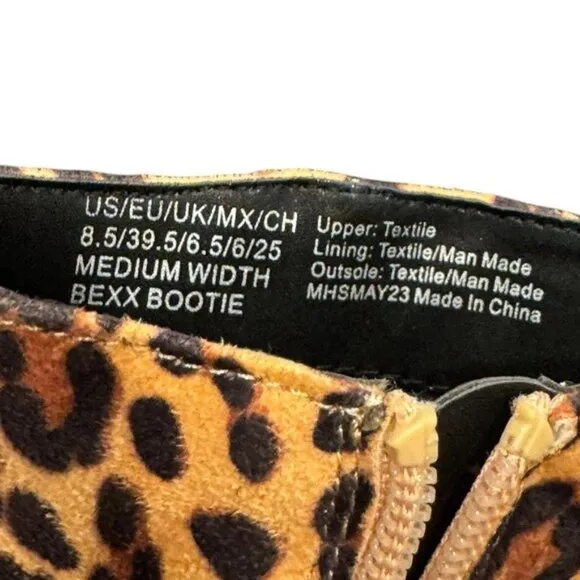 US/EU/UK/MX/CH
8.5/39.5/6.5/6/25
MEDIUM WIDTH
BEXX BOOTIE
Upper: Textile
Lining: Textile/Man Made
Outsole: Textile/Man Made
MHSMAY23 Made In China